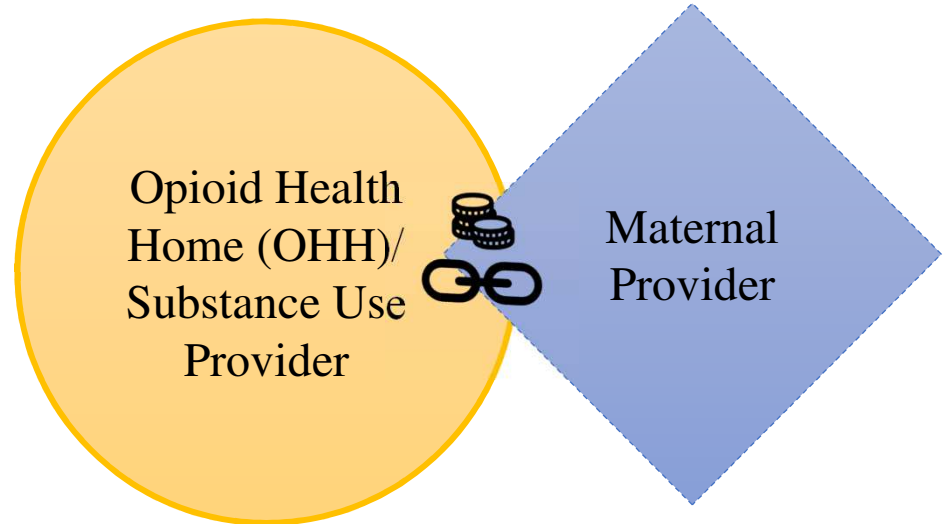 Opioid Health
Home (OHH)/
Substance Use
Provider
Maternal
Provider